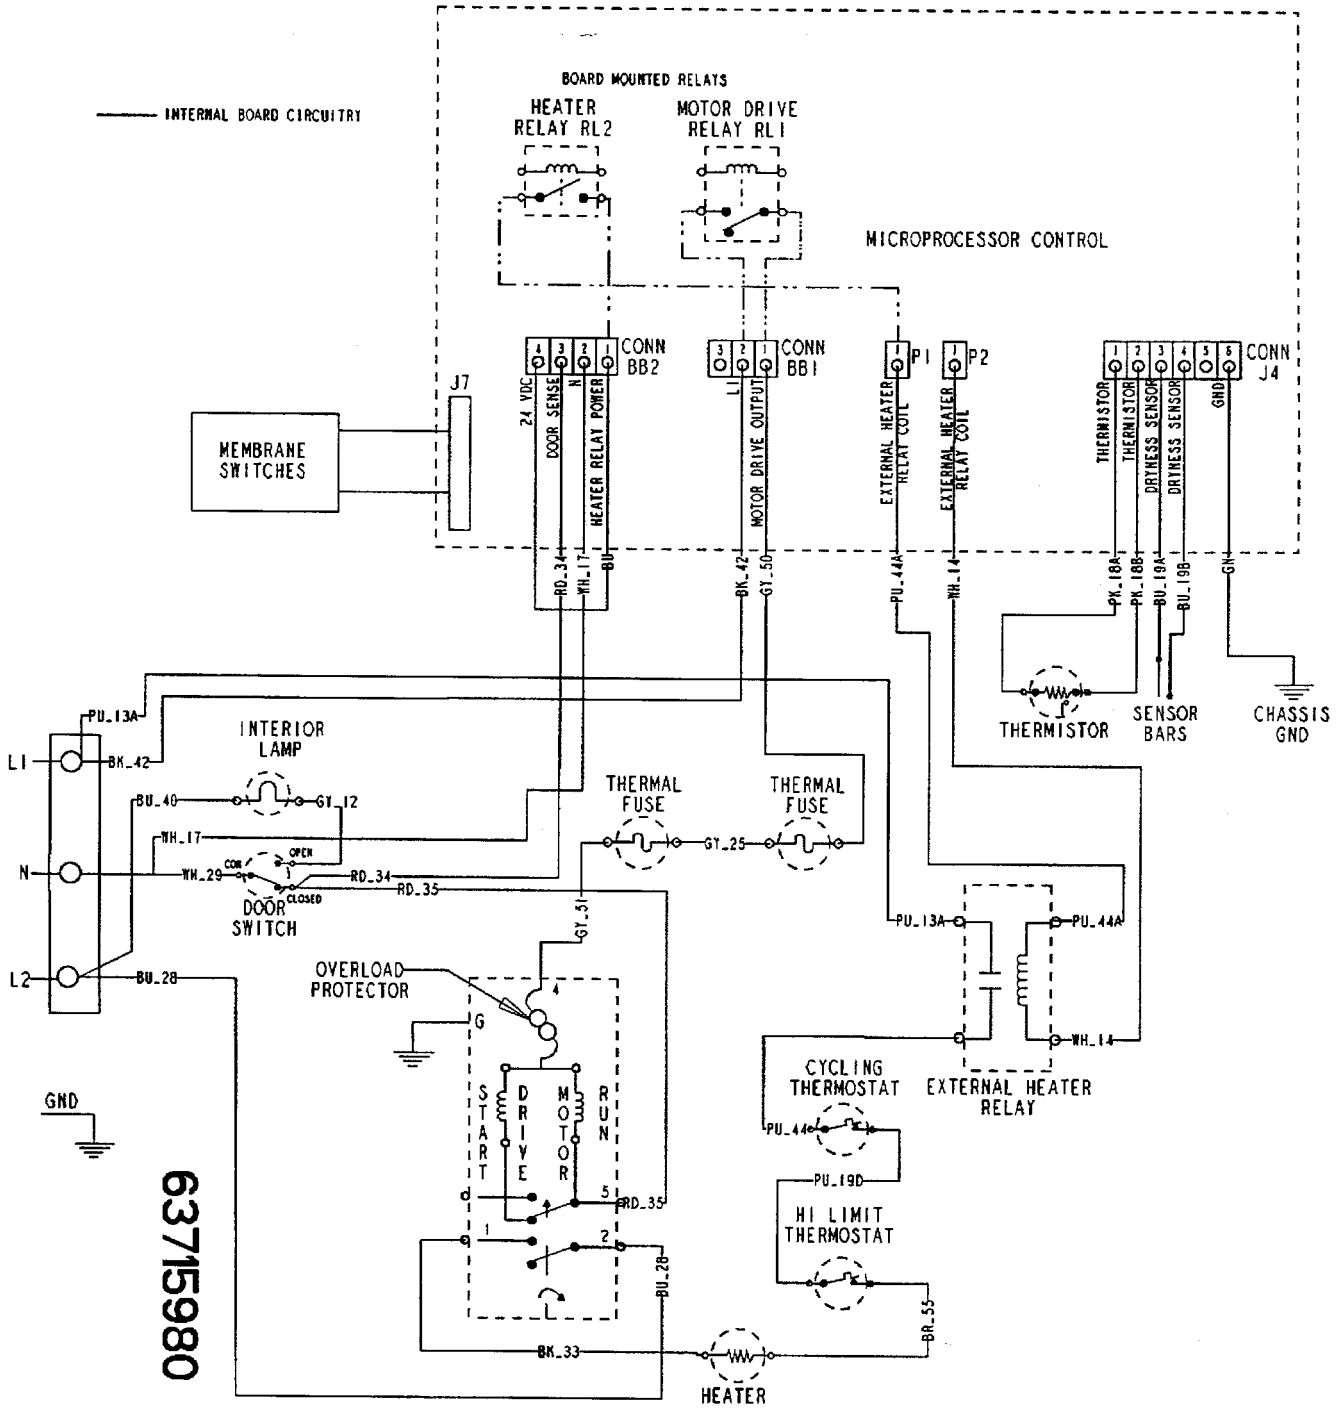 BOARD MOUNTED RELAYS
HEATER
RELAY RL2
MOTOR DRIVE
RELAY RL1
INTERNAL BOARD CIRCUITRY
MICROPROCESSOR CONTROL
4 3 2 1
CONN
BB2
3 2 1
CONN
BB1
1
P1
1
P2
1 2 3 4 5 6
CONN
J4
24 VDC
DOOR SENSE
N
HEATER RELAY POWER
L1
MOTOR DRIVE OUTPUT
EXTERNAL HEATER
RELAY COIL
EXTERNAL HEATER
RELAY COIL
THERMISTOR
THERMISTOR
DRYNESS SENSOR
DRYNESS SENSOR
GND
J7
MEMBRANE
SWITCHES
RD_34
WH_17
BU
BK_42
GY_50
PU_44A
WH_14
PK_18A
PK_18B
BU_19A
BU_19B
GN
THERMISTOR
SENSOR
BARS
CHASSIS
GND
PU_13A
L1
BK_42
INTERIOR
LAMP
BU_40
GY_12
WH_17
THERMAL
FUSE
THERMAL
FUSE
GY_25
N
WH_29
COM
OPEN
CLOSED
RD_34
RD_35
DOOR
SWITCH
GY_51
PU_13A
PU_44A
L2
BU_28
OVERLOAD
PROTECTOR
4
G
WH_14
EXTERNAL HEATER
RELAY
CYCLING
THERMOSTAT
PU_44
PU_19D
HI LIMIT
THERMOSTAT
GND
START
DRIVE
MOTOR
RUN
5
RD_35
1
2
BU_28
BR_55
BK_33
HEATER
63715980